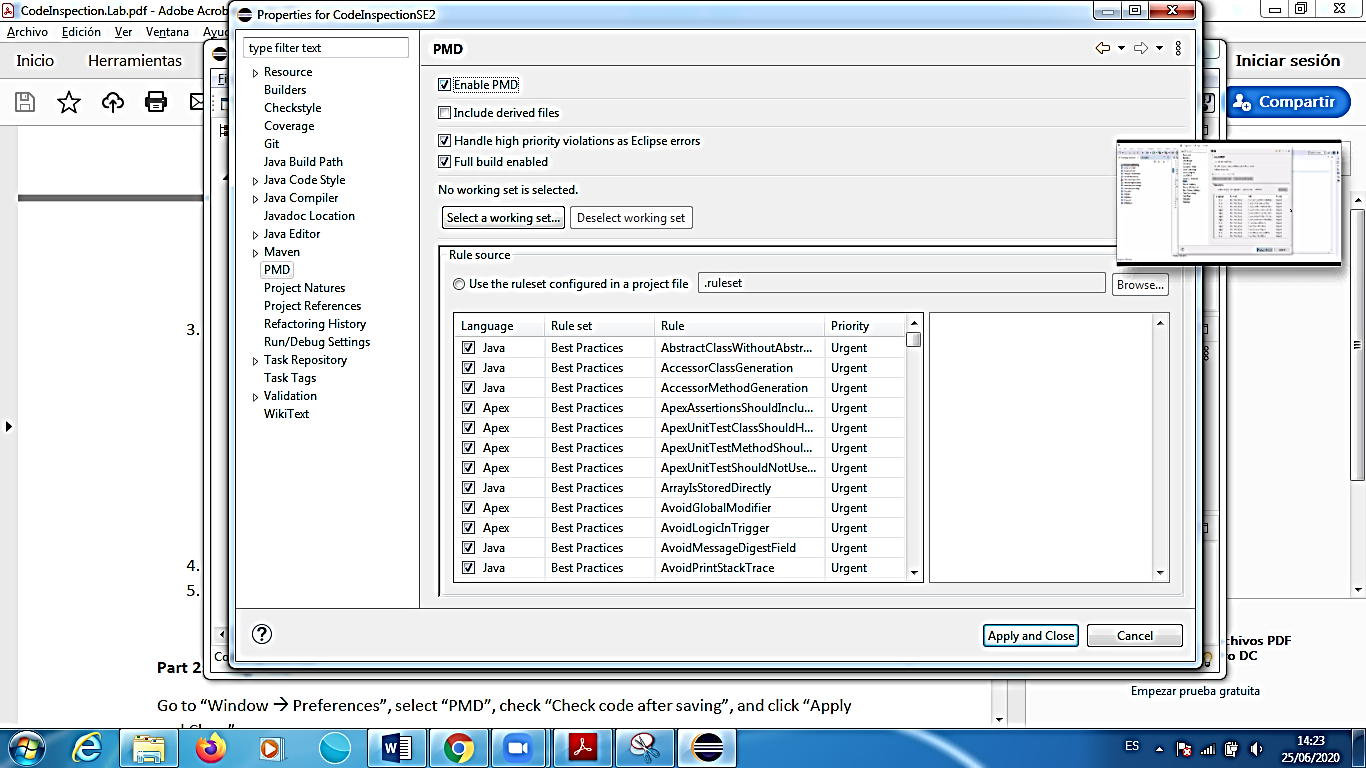 CodeInspection.Lab.pdf - Adobe Acrob
Archivo Edición Ver Ventana Ayuc
Inicio Herramientas
Iniciar sesión
Compartir
3.
4.
5.
Part 2
Go to “Window → Preferences”, select “PMD”, check “Check code after saving”, and click “Apply
Properties for CodeInspectionSE2
type filter text
Resource
Builders
Checkstyle
Coverage
Git
Java Build Path
Java Code Style
Java Compiler
Javadoc Location
Java Editor
Maven
PMD
Project Natures
Project References
Refactoring History
Run/Debug Settings
Task Repository
Task Tags
Validation
WikiText
PMD
Enable PMD
Include derived files
Handle high priority violations as Eclipse errors
Full build enabled
No working set is selected.
Select a working set... Deselect working set
Rule source
Use the ruleset configured in a project file .ruleset Browse...
Language Rule set Rule Priority
Java Best Practices AbstractClassWithoutAbstr... Urgent
Java Best Practices AccessorClassGeneration Urgent
Java Best Practices AccessorMethodGeneration Urgent
Apex Best Practices ApexAssertionsShouldInclu... Urgent
Apex Best Practices ApexUnitTestClassShouldH... Urgent
Apex Best Practices ApexUnitTestMethodShoul... Urgent
Apex Best Practices ApexUnitTestShouldNotUse... Urgent
Java Best Practices ArrayIsStoredDirectly Urgent
Apex Best Practices AvoidGlobalModifier Urgent
Apex Best Practices AvoidLogicInTrigger Urgent
Java Best Practices AvoidMessageDigestField Urgent
Java Best Practices AvoidPrintStackTrace Urgent
Apply and Close Cancel
chivos PDF
o DC
Empezar prueba gratuita
ES
14:23
25/06/2020